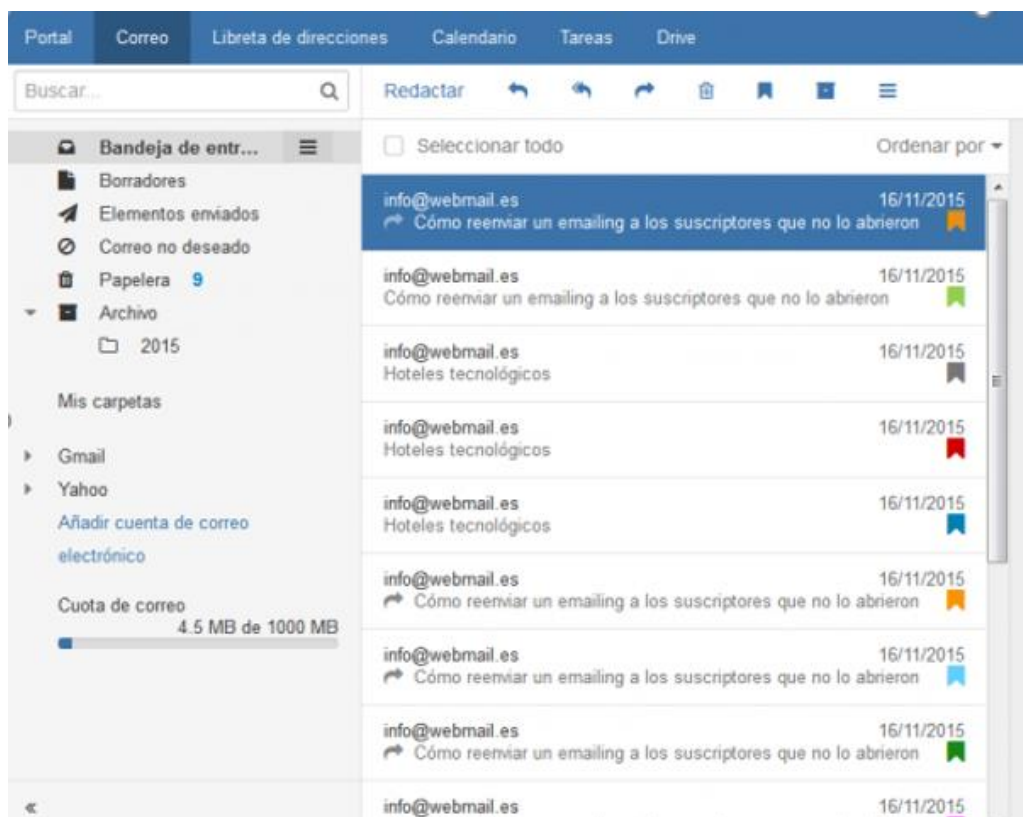 Portal Correo Libreta de direcciones Calendario Tareas Drive
Buscar...
Redactar
Bandeja de entr...
Borradores
Elementos enviados
Correo no deseado
Papelera 9
Archivo
2015
Mis carpetas
Gmail
Yahoo
Añadir cuenta de correo
electrónico
Cuota de correo
4.5 MB de 1000 MB
Seleccionar todo Ordenar por
info@webmail.es 16/11/2015
Cómo reenviar un emailing a los suscriptores que no lo abrieron
info@webmail.es 16/11/2015
Cómo reenviar un emailing a los suscriptores que no lo abrieron
info@webmail.es 16/11/2015
Hoteles tecnológicos
info@webmail.es 16/11/2015
Hoteles tecnológicos
info@webmail.es 16/11/2015
Hoteles tecnológicos
info@webmail.es 16/11/2015
Cómo reenviar un emailing a los suscriptores que no lo abrieron
info@webmail.es 16/11/2015
Cómo reenviar un emailing a los suscriptores que no lo abrieron
info@webmail.es 16/11/2015
Cómo reenviar un emailing a los suscriptores que no lo abrieron
info@webmail.es 16/11/2015